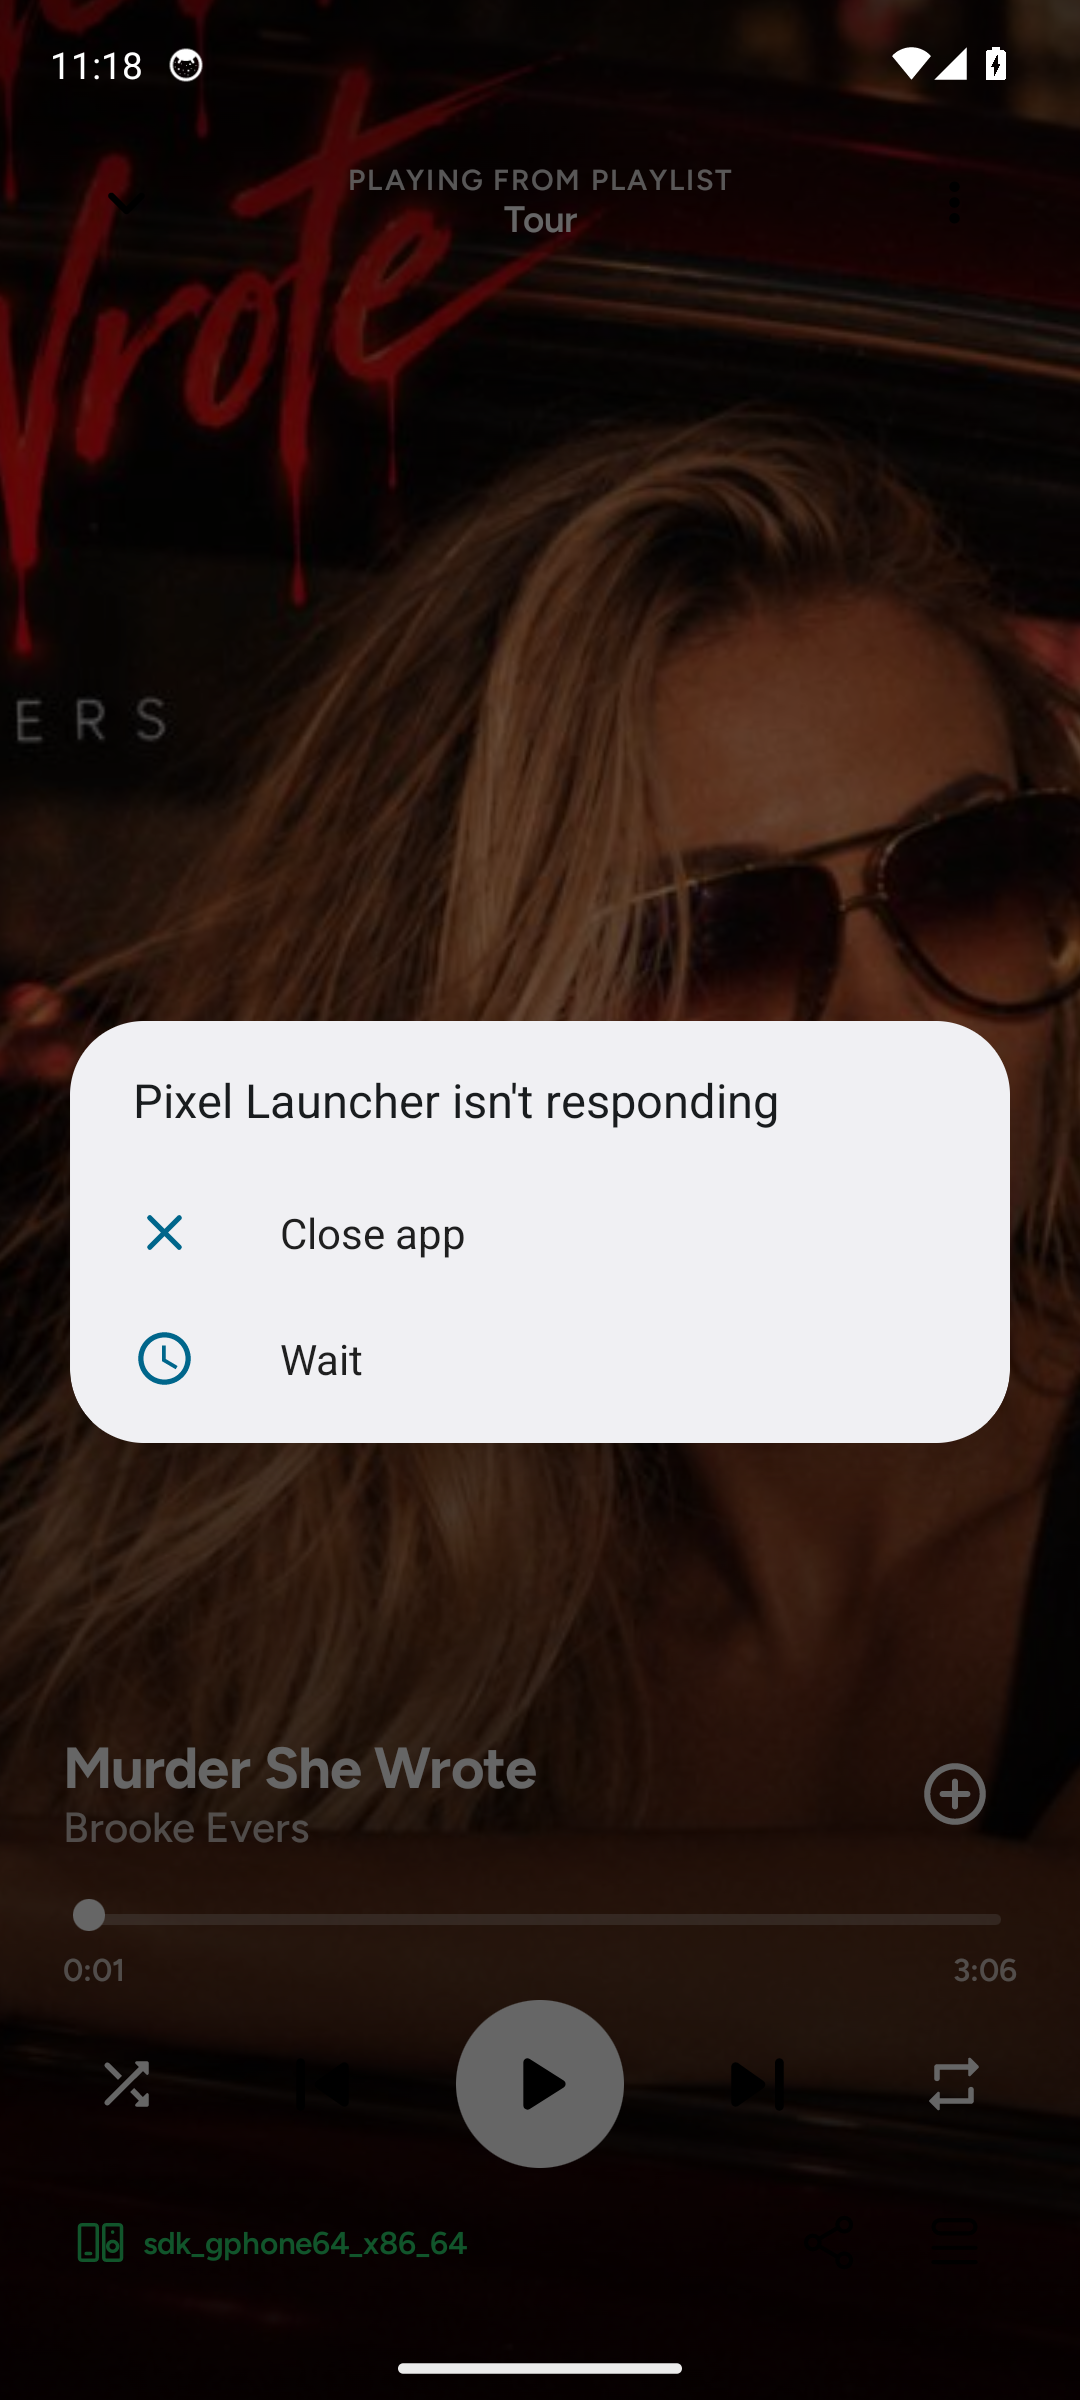 11:18
PLAYING FROM PLAYLIST
Tour
Wrote
ERS
Pixel Launcher isn't responding
Close app
Wait
Murder She Wrote
Brooke Evers
0:01
3:06
sdk_gphone64_x86_64